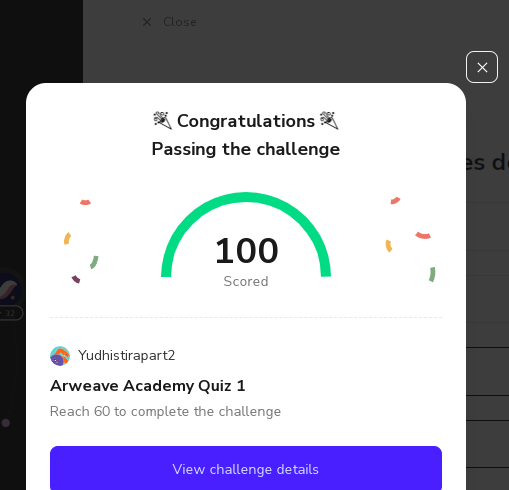 Close
Congratulations
Passing the challenge
es d
100
Scored
32
Yudhistirapart2
Arweave Academy Quiz 1
Reach 60 to complete the challenge
View challenge details